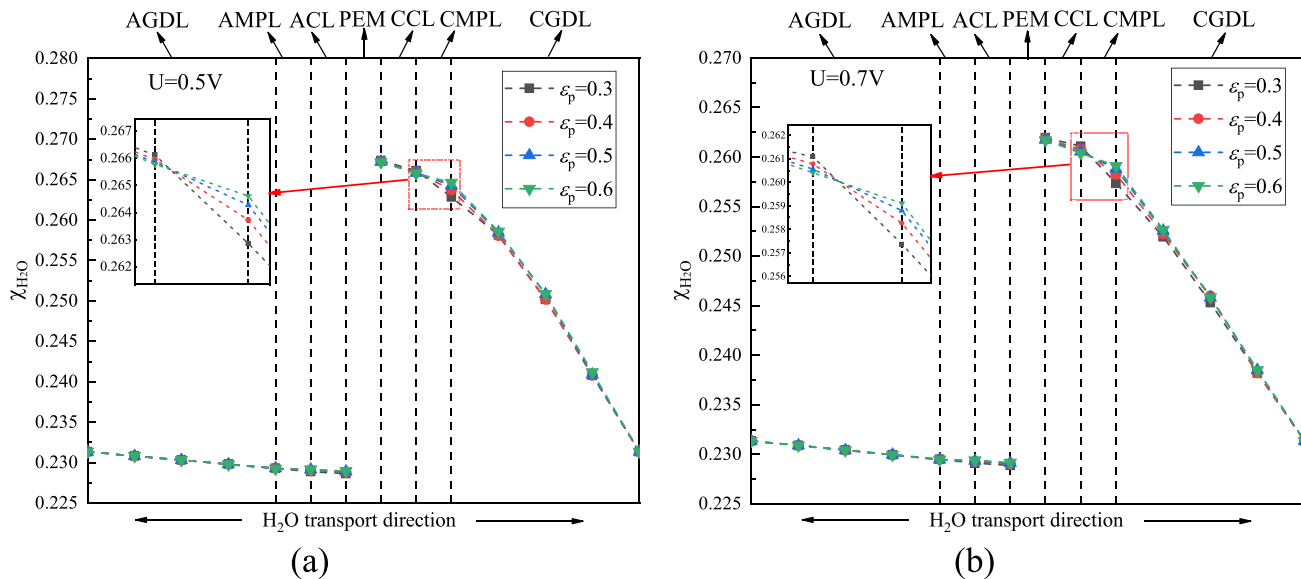 AGDL AMPL ACL PEM CCL CMPL CGDL
U=0.5V
χH₂O
0.280
0.275
0.270
0.265
0.260
0.255
0.250
0.245
0.240
0.235
0.230
0.225
0.267
0.266
0.265
0.264
0.263
0.262
εp=0.3
εp=0.4
εp=0.5
εp=0.6
H₂O transport direction
(a)
AGDL AMPL ACL PEM CCL CMPL CGDL
U=0.7V
χH₂O
0.270
0.265
0.260
0.255
0.250
0.245
0.240
0.235
0.230
0.225
0.262
0.261
0.260
0.259
0.258
0.257
0.256
εp=0.3
εp=0.4
εp=0.5
εp=0.6
H₂O transport direction
(b)